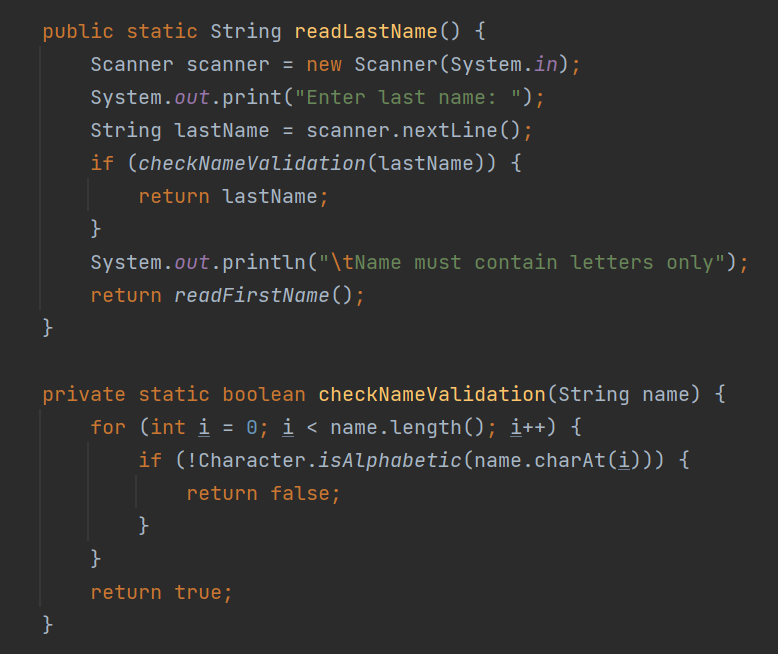 public static String readLastName() {
    Scanner scanner = new Scanner(System.in);
    System.out.print("Enter last name: ");
    String lastName = scanner.nextLine();
    if (checkNameValidation(lastName)) {
        return lastName;
    }
    System.out.println("\tName must contain letters only");
    return readFirstName();
}

private static boolean checkNameValidation(String name) {
    for (int i = 0; i < name.length(); i++) {
        if (!Character.isAlphabetic(name.charAt(i))) {
            return false;
        }
    }
    return true;
}